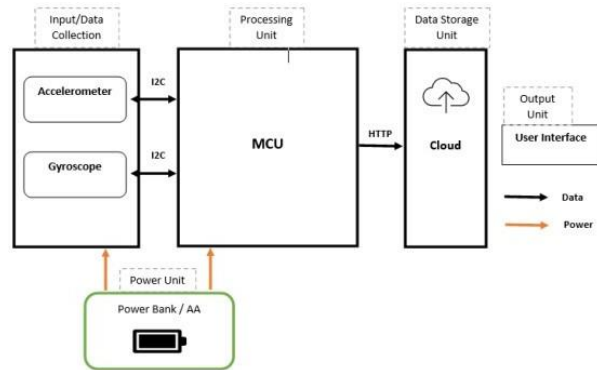 Input/Data
Collection
Processing
Unit
Data Storage
Unit
Accelerometer
I2C
Gyroscope
I2C
MCU
HTTP
Cloud
Output
Unit
User Interface
Data
Power
Power Unit
Power Bank / AA